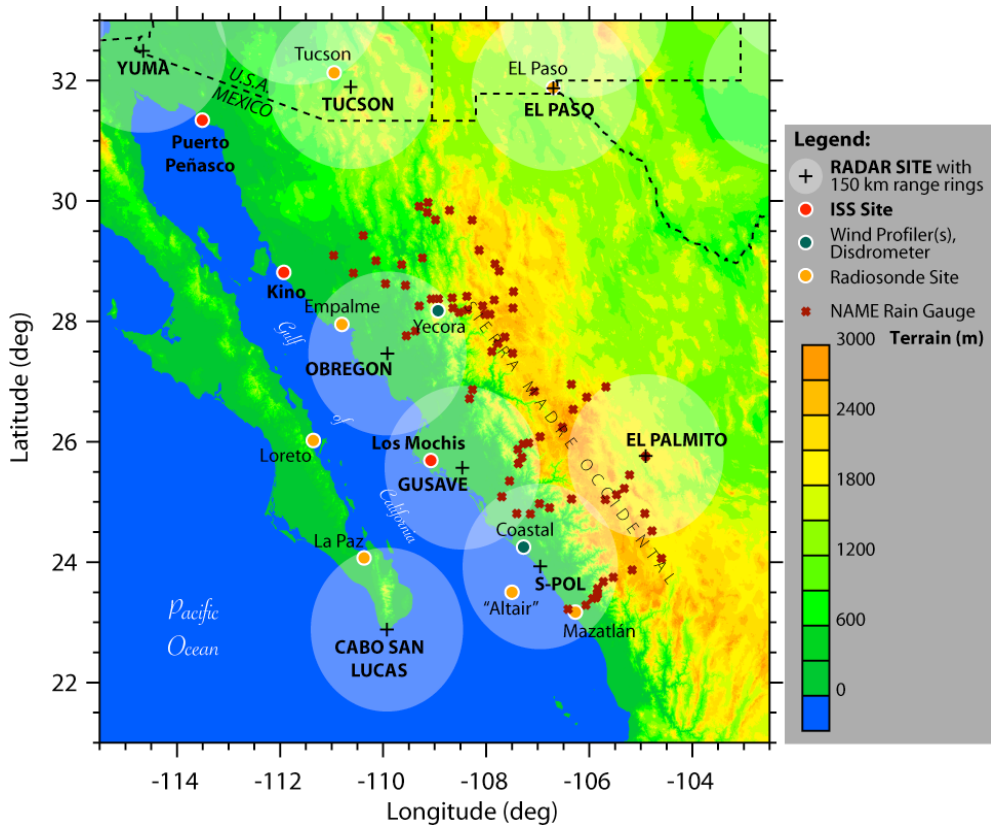 Tucson
EL Paso
YUMA
U.S.A.
MEXICO
TUCSON
EL PASO
Puerto
Peñasco
Kino
Empalme
Yecora
Gulf
OBREGON
SIERRA MADRE OCCIDENTAL
of
Los Mochis
EL PALMITO
Loreto
GUSAVE
California
Coastal
La Paz
S-POL
"Altair"
Mazatlán
Pacific
Ocean
CABO SAN
LUCAS
32
30
28
26
24
22
Latitude (deg)
-114
-112
-110
-108
-106
-104
Longitude (deg)
Legend:
RADAR SITE with
150 km range rings
ISS Site
Wind Profiler(s),
Disdrometer
Radiosonde Site
NAME Rain Gauge
3000 Terrain (m)
2400
1800
1200
600
0